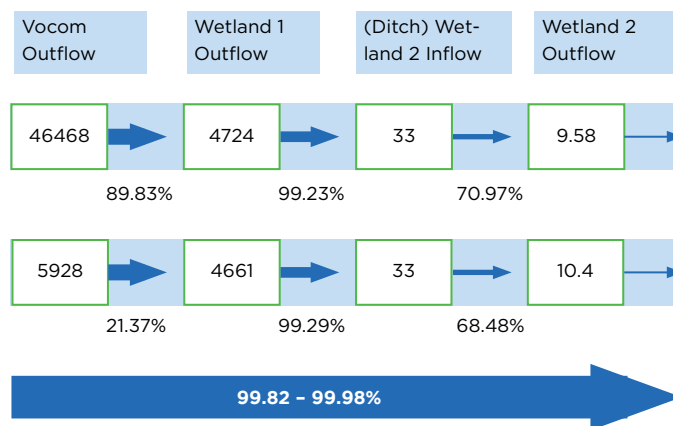 Vocom
Outflow
Wetland 1
Outflow
(Ditch) Wet-
land 2 Inflow
Wetland 2
Outflow
46468
4724
33
9.58
89.83%
99.23%
70.97%
5928
4661
33
10.4
21.37%
99.29%
68.48%
99.82 – 99.98%